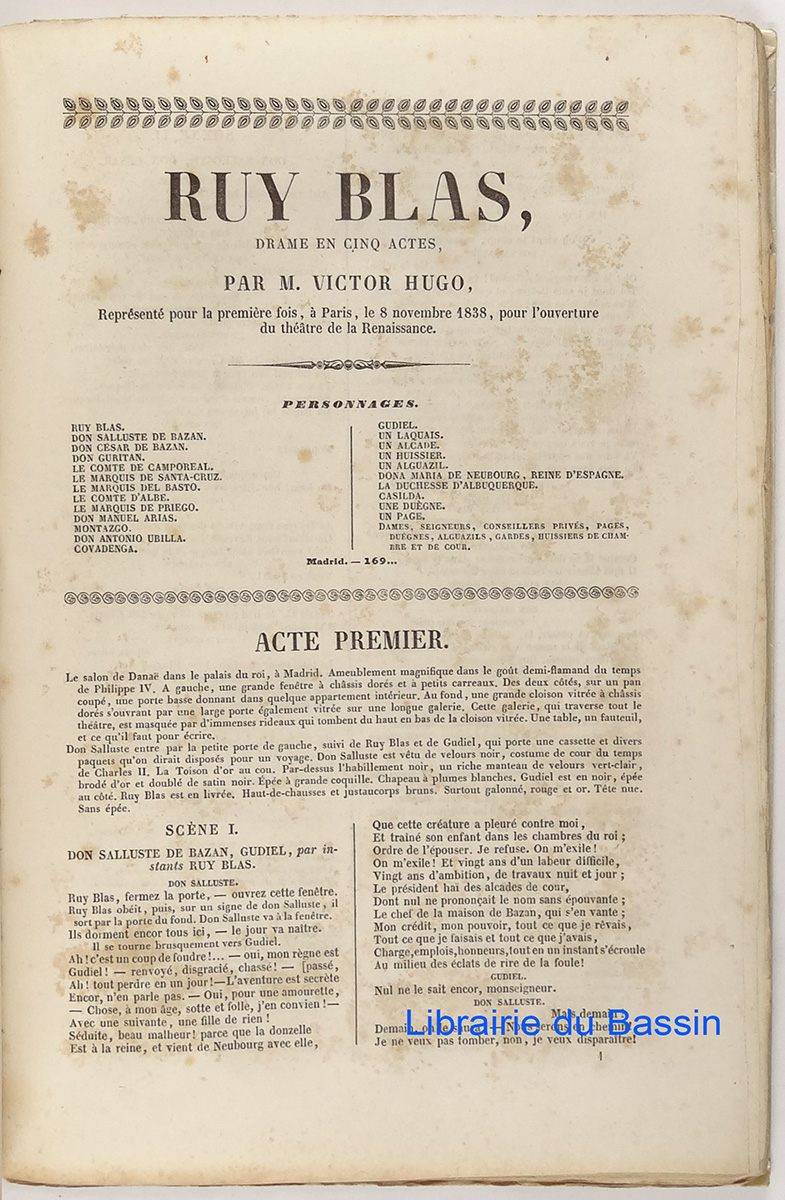 RUY BLAS,
DRAME EN CINQ ACTES,
PAR M. VICTOR HUGO,
Représenté pour la première fois, à Paris, le 8 novembre 1838, pour l'ouverture
du théâtre de la Renaissance.
PERSONNAGES.
RUY BLAS.
DON SALLUSTE DE BAZAN.
DON CÉSAR DE BAZAN.
DON GURITAN.
LE COMTE DE CAMPOREAL.
LE MARQUIS DE SANTA-CRUZ.
LE MARQUIS DEL BASTO.
LE COMTE D'ALBE.
LE MARQUIS DE PRIEGO.
DON MANUEL ARIAS.
MONTAZGO.
DON ANTONIO UBILLA.
COVADENGA.
GUDIEL.
UN LAQUAIS.
UN ALCADE.
UN HUISSIER.
UN ALGUAZIL.
DONA MARIA DE NEUBOURG, REINE D'ESPAGNE.
LA DUCHESSE D'ALBUQUERQUE.
CASILDA.
UNE DUÈGNE.
UN PAGE.
DAMES, SEIGNEURS, CONSEILLERS PRIVÉS, PAGES,
DUÈGNES, ALGUAZILS, GARDES, HUISSIERS DE CHAM-
BRE ET DE COUR.
Madrid. — 169...
ACTE PREMIER.
Le salon de Danaë dans le palais du roi, à Madrid. Ameublement magnifique dans le goût demi-flamand du temps
de Philippe IV. A gauche, une grande fenêtre à châssis dorés et à petits carreaux. Des deux côtés, sur un pan
coupé, une porte basse donnant dans quelque appartement intérieur. Au fond, une grande cloison vitrée à châssis
dorés s'ouvrant par une large porte également vitrée sur une longue galerie. Cette galerie, qui traverse tout le
théâtre, est masquée par d'immenses rideaux qui tombent du haut en bas de la cloison vitrée. Une table, un fauteuil,
et ce qu'il faut pour écrire.
Don Salluste entre par la petite porte de gauche, suivi de Ruy Blas et de Gudiel, qui porte une cassette et divers
paquets qu'on dirait disposés pour un voyage. Don Salluste est vêtu de velours noir, costume de cour du temps
de Charles II. La Toison d'or au cou. Par-dessus l'habillement noir, un riche manteau de velours vert-clair,
brodé d'or et doublé de satin noir. Épée à grande coquille. Chapeau à plumes blanches. Gudiel est en noir, épée
au côté. Ruy Blas est en livrée. Haut-de-chausses et justaucorps bruns. Surtout galonné, rouge et or. Tête nue.
Sans épée.
SCÈNE I.
DON SALLUSTE DE BAZAN, GUDIEL, par in-
stants RUY BLAS.
DON SALLUSTE.
Ruy Blas, fermez la porte, — ouvrez cette fenêtre.
Ruy Blas obéit, puis, sur un signe de don Salluste, il
sort par la porte du fond. Don Salluste va à la fenêtre.
Ils dorment encor tous ici, — le jour va naître.
Il se tourne brusquement vers Gudiel.
Ah! c'est un coup de foudre!... — oui, mon règne est
Gudiel! — renvoyé, disgracié, chassé! — [passé,
Ah! tout perdre en un jour!—L'aventure est secrète
Encor, n'en parle pas. — Oui, pour une amourette,
— Chose, à mon âge, sotte et folle, j'en convien!—
Avec une suivante, une fille de rien!
Séduite, beau malheur! parce que la donzelle
Est à la reine, et vient de Neubourg avec elle,
Que cette créature a pleuré contre moi,
Et traîné son enfant dans les chambres du roi;
Ordre de l'épouser. Je refuse. On m'exile!
On m'exile! Et vingt ans d'un labeur difficile,
Vingt ans d'ambition, de travaux nuit et jour;
Le président haï des alcades de cour,
Dont nul ne prononçait le nom sans épouvante;
Le chef de la maison de Bazan, qui s'en vante;
Mon crédit, mon pouvoir, tout ce que je rêvais,
Tout ce que je faisais et tout ce que j'avais,
Charge, emplois, honneurs, tout en un instant s'écroule
Au milieu des éclats de rire de la foule!
GUDIEL.
Nul ne le sait encor, monseigneur.
DON SALLUSTE.
Mais demain
Demain,
Je ne veux pas tomber, non, je veux disparaître!
1
Librairie du Bassin